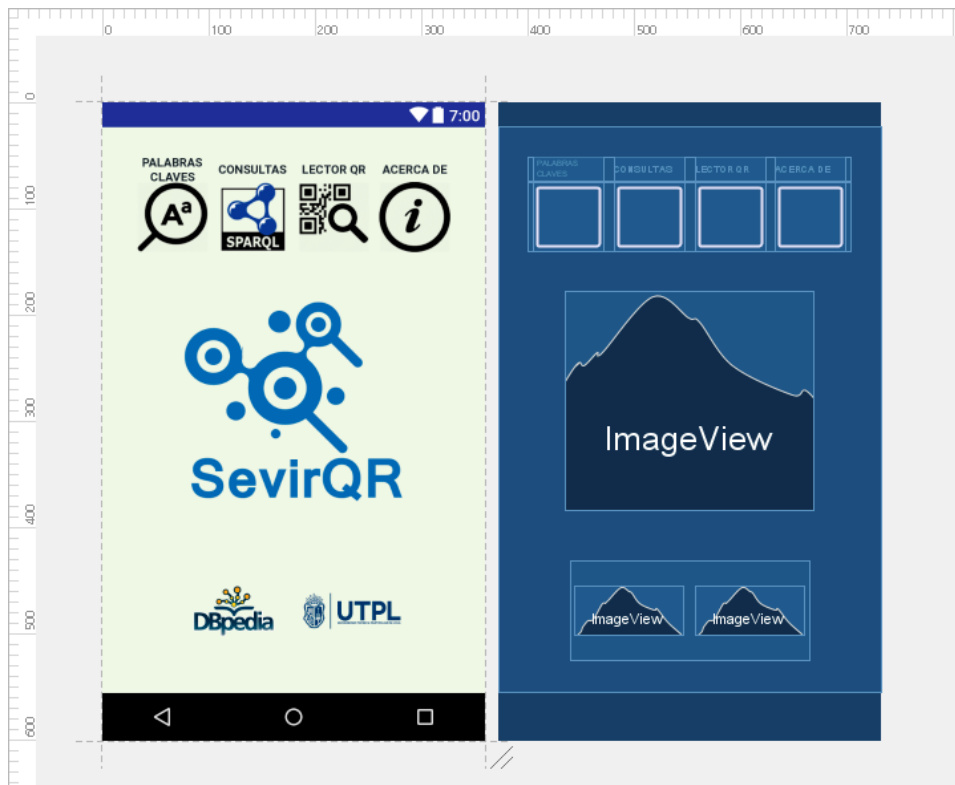 0 100 200 300 400 500 600 700
0
100
200
300
400
500
600
7:00
PALABRAS
CLAVES
CONSULTAS
LECTOR QR
ACERCA DE
Aª
i
SPARQL
SevirQR
DBpedia
UTPL
PALABRAS
CLAVES
CONSULTAS
LECTOR QR
ACERCA DE
ImageView
ImageView
ImageView